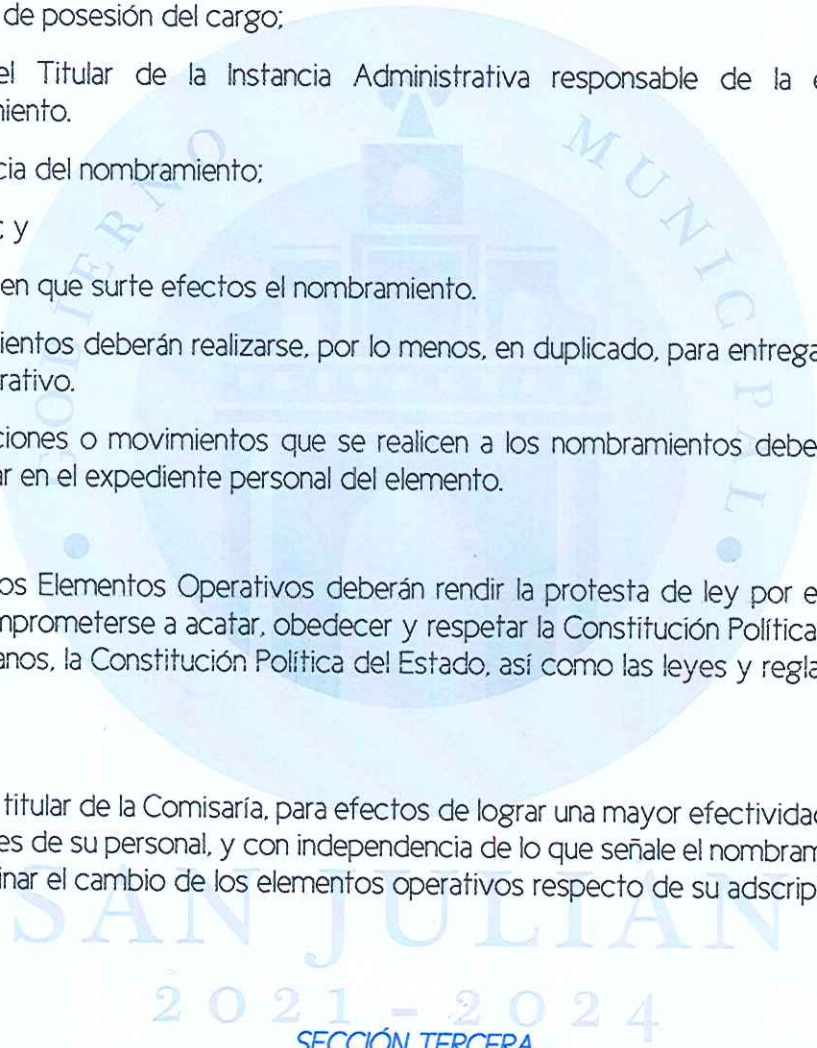 de posesión del cargo;
el Titular de la Instancia Administrativa responsable de la
miento.
cia del nombramiento;
; y
en que surte efectos el nombramiento.
ientos deberán realizarse, por lo menos, en duplicado, para entrega
rativo.
ciones o movimientos que se realicen a los nombramientos debe
ar en el expediente personal del elemento.
os Elementos Operativos deberán rendir la protesta de ley por e
mprometerse a acatar, obedecer y respetar la Constitución Política
anos, la Constitución Política del Estado, así como las leyes y regla
titular de la Comisaría, para efectos de lograr una mayor efectividad
es de su personal, y con independencia de lo que señale el nombram
inar el cambio de los elementos operativos respecto de su adscrip
GOBIERNO MUNICIPAL
SAN JULIAN
2021 - 2024
SECCIÓN TERCERA